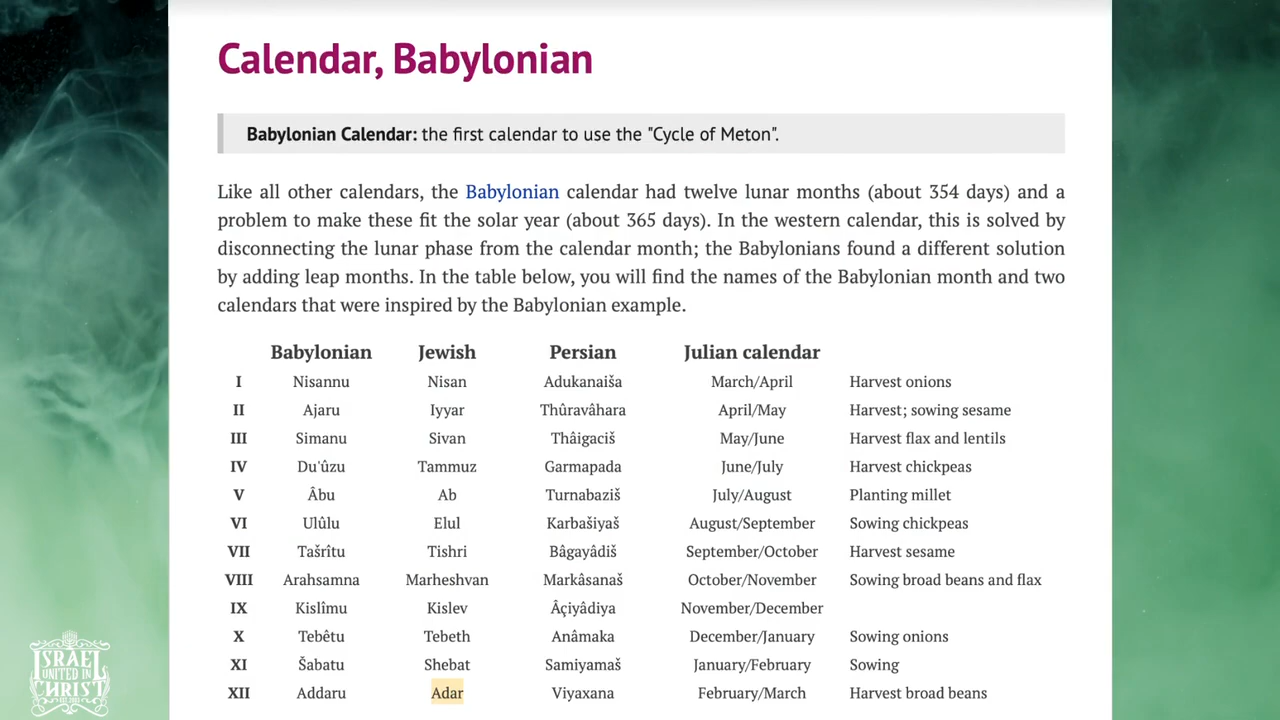 Calendar, Babylonian
Babylonian Calendar: the first calendar to use the "Cycle of Meton".
Like all other calendars, the Babylonian calendar had twelve lunar months (about 354 days) and a
problem to make these fit the solar year (about 365 days). In the western calendar, this is solved by
disconnecting the lunar phase from the calendar month; the Babylonians found a different solution
by adding leap months. In the table below, you will find the names of the Babylonian month and two
calendars that were inspired by the Babylonian example.
Babylonian Jewish Persian Julian calendar
I Nisannu Nisan Adukanaiša March/April Harvest onions
II Ajaru Iyyar Thûravâhara April/May Harvest; sowing sesame
III Simanu Sivan Thâigaciš May/June Harvest flax and lentils
IV Du'ûzu Tammuz Garmapada June/July Harvest chickpeas
V Âbu Ab Turnabaziš July/August Planting millet
VI Ulûlu Elul Karbašiyaš August/September Sowing chickpeas
VII Tašrîtu Tishri Bâgayâdiš September/October Harvest sesame
VIII Arahsamna Marheshvan Markâsanaš October/November Sowing broad beans and flax
IX Kislîmu Kislev Âçiyâdiya November/December
X Tebêtu Tebeth Anâmaka December/January Sowing onions
XI Šabatu Shebat Samiyamaš January/February Sowing
XII Addaru Adar Viyaxana February/March Harvest broad beans
ISRAEL
UNITED IN
CHRIST